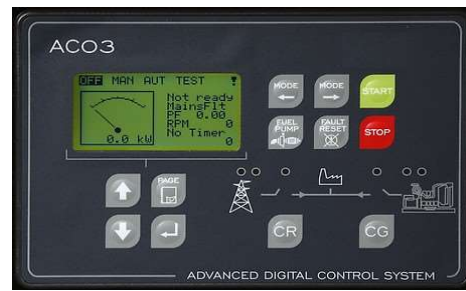 AC03
OFF MAN AUT TEST !
Not ready
MainsFlt
PF 0.00
RPM 0
No Timer
0.0 kW 0
MODE MODE START
FUEL PUMP FAULT RESET STOP
PAGE
CR CG
ADVANCED DIGITAL CONTROL SYSTEM